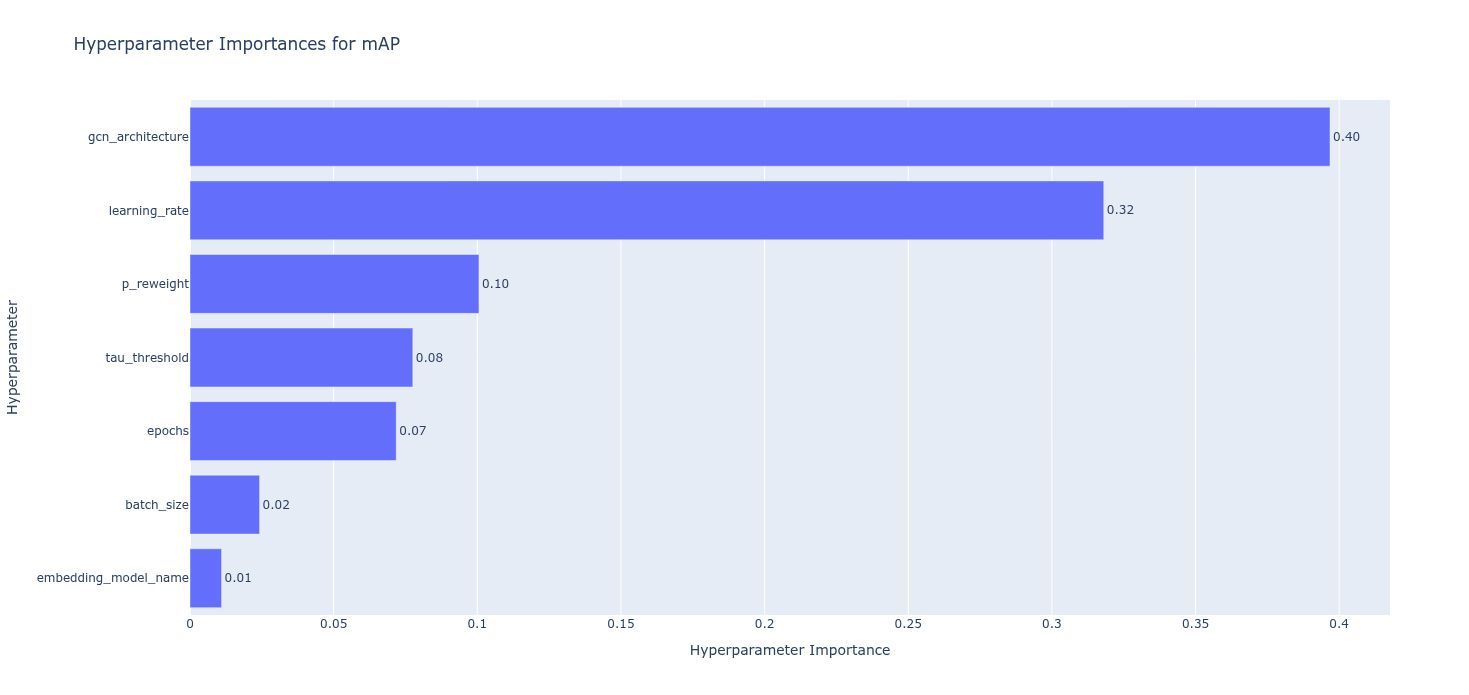 Hyperparameter Importances for mAP
gcn_architecture 0.40
learning_rate 0.32
p_reweight 0.10
tau_threshold 0.08
epochs 0.07
batch_size 0.02
embedding_model_name 0.01
0 0.05 0.1 0.15 0.2 0.25 0.3 0.35 0.4
Hyperparameter Importance
Hyperparameter